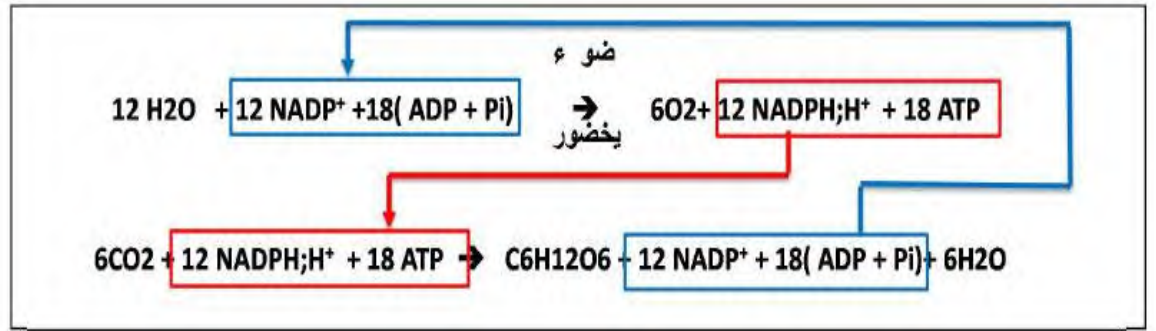 ضوء
12 H2O + 12 NADP⁺ +18( ADP + Pi) ➔ 6O2+ 12 NADPH;H⁺ + 18 ATP
يخضور
6CO2 + 12 NADPH;H⁺ + 18 ATP ➔ C6H12O6 + 12 NADP⁺ + 18( ADP + Pi)+ 6H2O